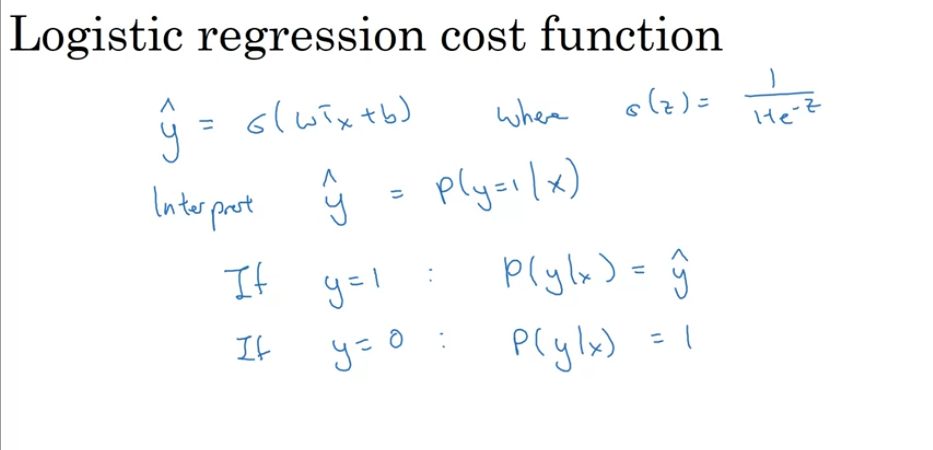 Logistic regression cost function
ŷ = σ(wᵀx + b) where σ(z) = 1/(1+e⁻ᶻ)
Interpret ŷ = p(y=1|x)
If y=1 : p(y|x) = ŷ
If y=0 : p(y|x) = 1